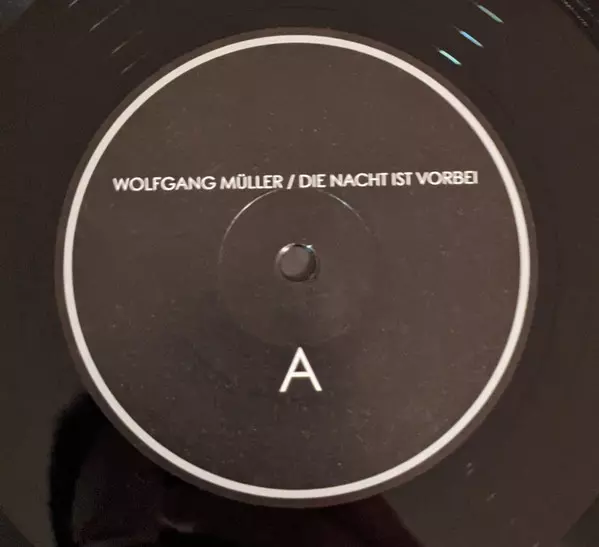 WOLFGANG MÜLLER / DIE NACHT IST VORBEI
A